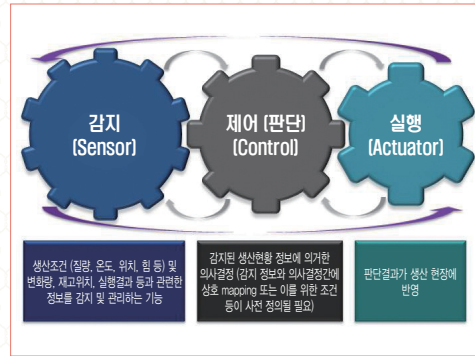 감지
(Sensor)
제어 (판단)
(Control)
실행
(Actuator)
생산조건 (질량, 온도, 위치, 힘 등) 및
변화량, 재고위치, 실행결과 등과 관련한
정보를 감지 및 관리하는 기능
감지된 생산현황 정보에 의거한
의사결정 (감지 정보와 의사결정간에
상호 mapping 또는 이를 위한 조건
등이 사전 정의될 필요)
판단결과가 생산 현장에
반영